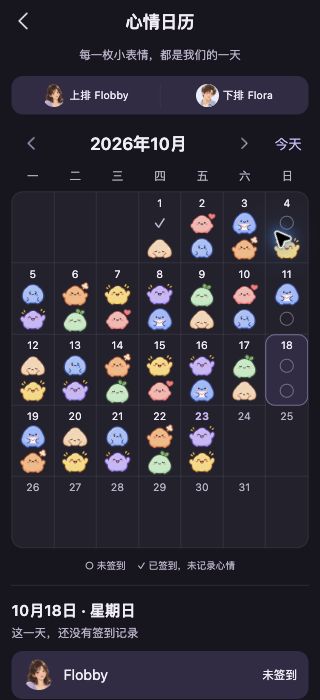 心情日历
每一枚小表情，都是我们的一天
上排 Flobby 下排 Flora
2026年10月 今天
一 二 三 四 五 六 日
1 2 3 4
5 6 7 8 9 10 11
12 13 14 15 16 17 18
19 20 21 22 23 24 25
26 27 28 29 30 31
未签到 已签到，未记录心情
10月18日 · 星期日
这一天，还没有签到记录
Flobby 未签到